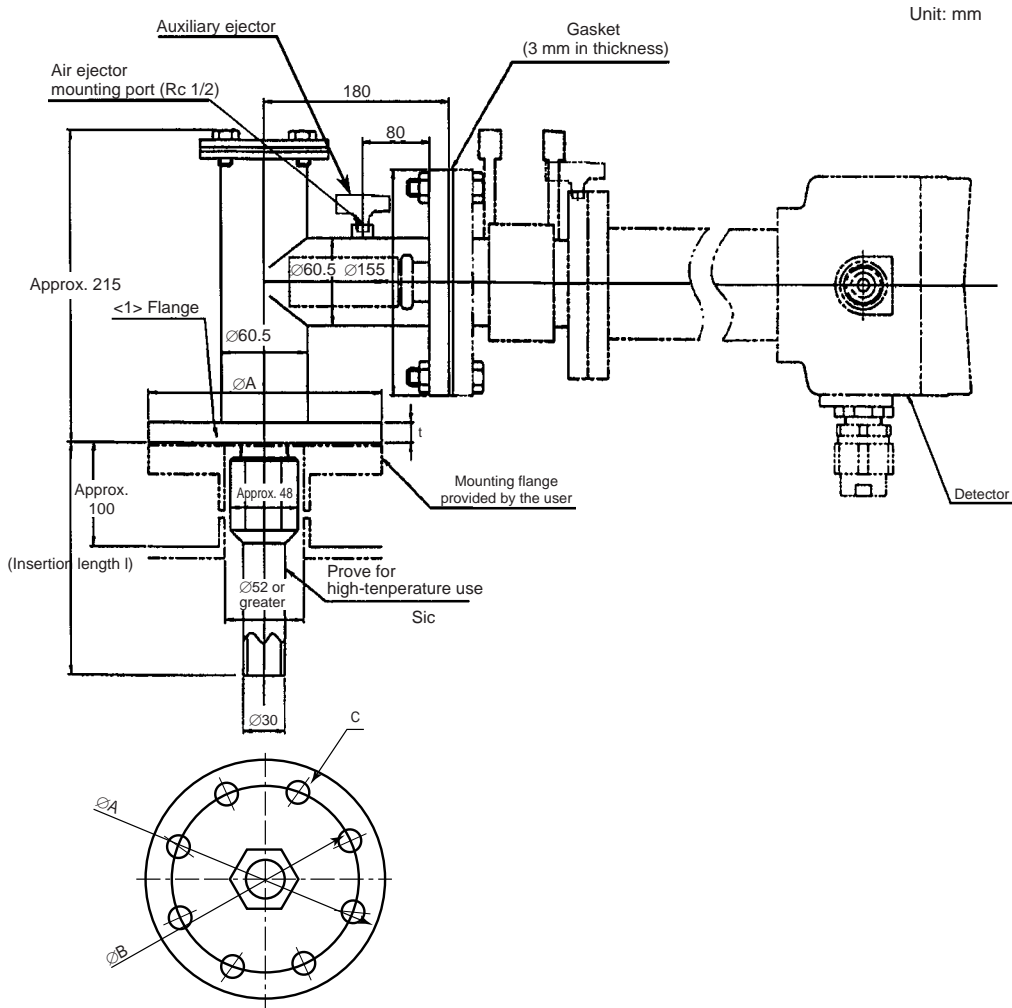 Unit: mm
Auxiliary ejector
Gasket
(3 mm in thickness)
Air ejector
mounting port (Rc 1/2)
180
80
Approx. 215
∅60.5 ∅155
<1> Flange
∅60.5
∅A
t
Approx.
100
Approx. 48
Mounting flange
provided by the user
Detector
(Insertion length l)
Prove for
high-tenperature use
∅52 or
greater
Sic
∅30
C
∅A
∅B